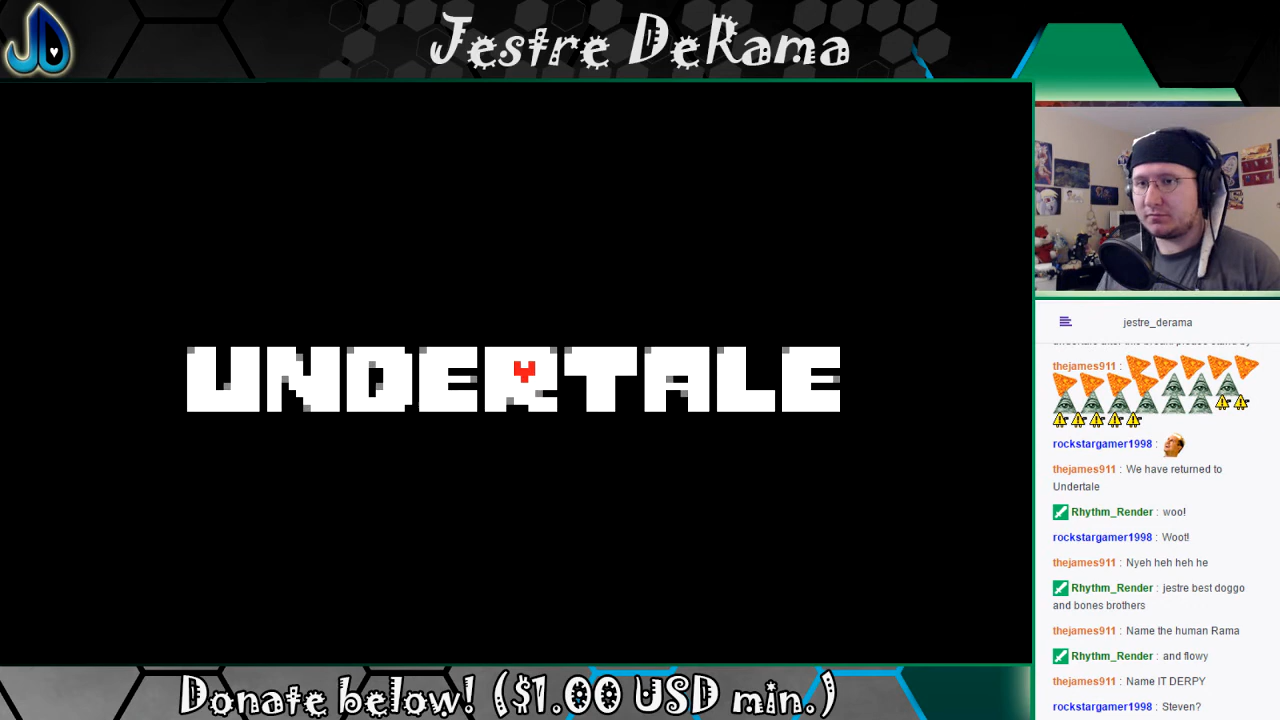 JD
Jestre DeRama
UNDERTALE
jestre_derama
thejames911 :
rockstargamer1998 :
thejames911 : We have returned to
Undertale
Rhythm_Render : woo!
rockstargamer1998 : Woot!
thejames911 : Nyeh heh heh he
Rhythm_Render : jestre best doggo
and bones brothers
thejames911 : Name the human Rama
Rhythm_Render : and flowy
thejames911 : Name IT DERPY
rockstargamer1998 : Steven?
Donate below! ($1.00 USD min.)